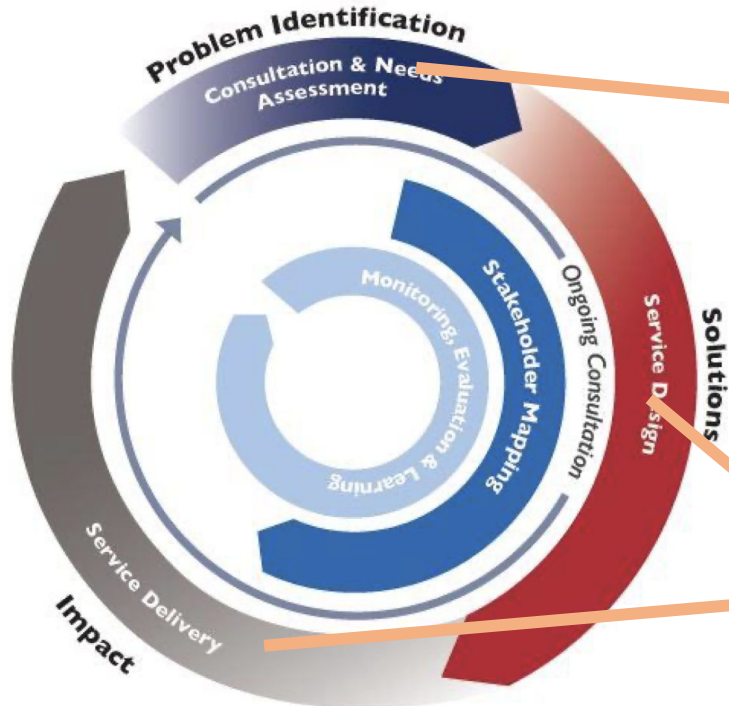 Problem Identification
Consultation & Needs
Assessment
Solutions
Service Design
Ongoing Consultation
Stakeholder Mapping
Monitoring, Evaluation & Learning
Service Delivery
Impact